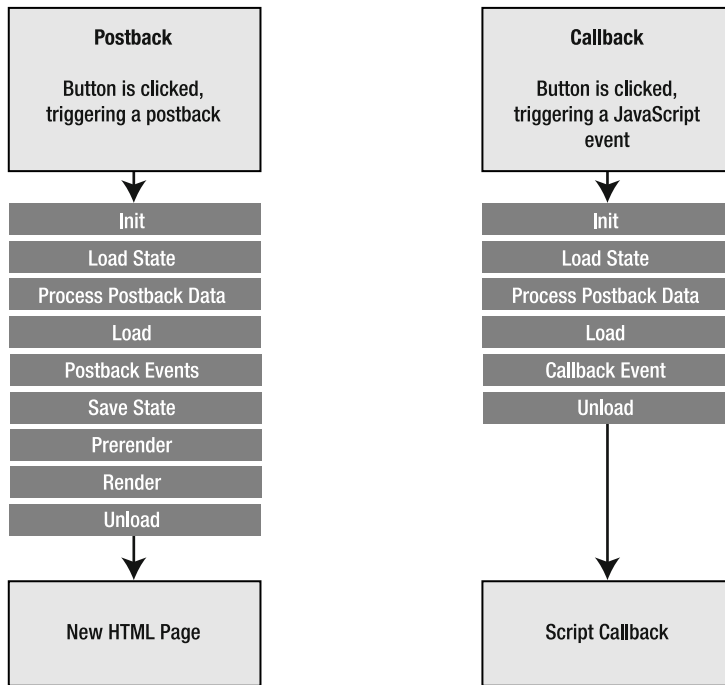 Postback
Button is clicked,
triggering a postback
Init
Load State
Process Postback Data
Load
Postback Events
Save State
Prerender
Render
Unload
New HTML Page
Callback
Button is clicked,
triggering a JavaScript
event
Init
Load State
Process Postback Data
Load
Callback Event
Unload
Script Callback